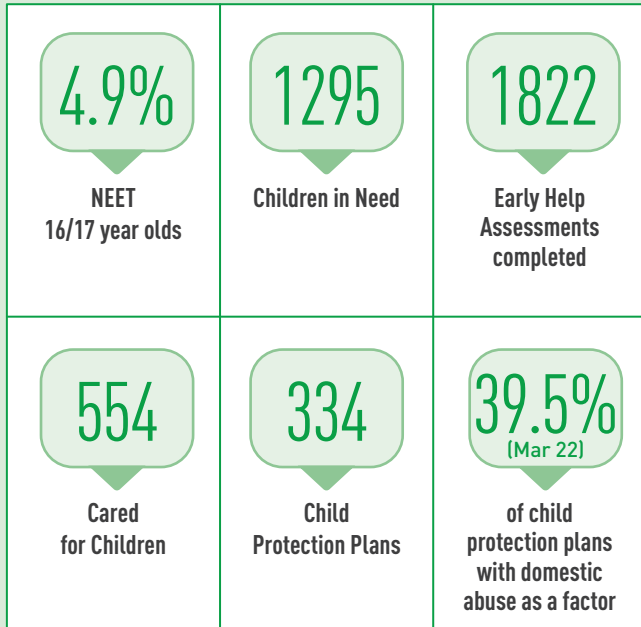 4.9%
NEET
16/17 year olds
1295
Children in Need
1822
Early Help
Assessments
completed
554
Cared
for Children
334
Child
Protection Plans
39.5%
(Mar 22)
of child
protection plans
with domestic
abuse as a factor